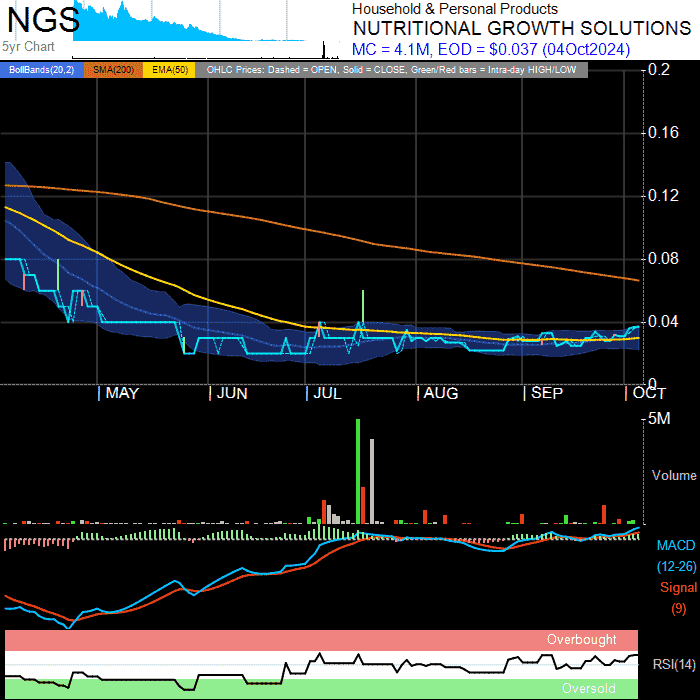 NGS
Household & Personal Products
NUTRITIONAL GROWTH SOLUTIONS
5yr Chart
MC = 4.1M, EOD = $0.037 (04Oct2024)
BollBands(20,2) SMA(200) EMA(50) OHLC Prices: Dashed = OPEN, Solid = CLOSE, Green/Red bars = Intra-day HIGH/LOW
0.2
0.16
0.12
0.08
0.04
0
MAY JUN JUL AUG SEP OCT
5M
Volume
MACD
(12-26)
Signal
(9)
Overbought
RSI(14)
Oversold